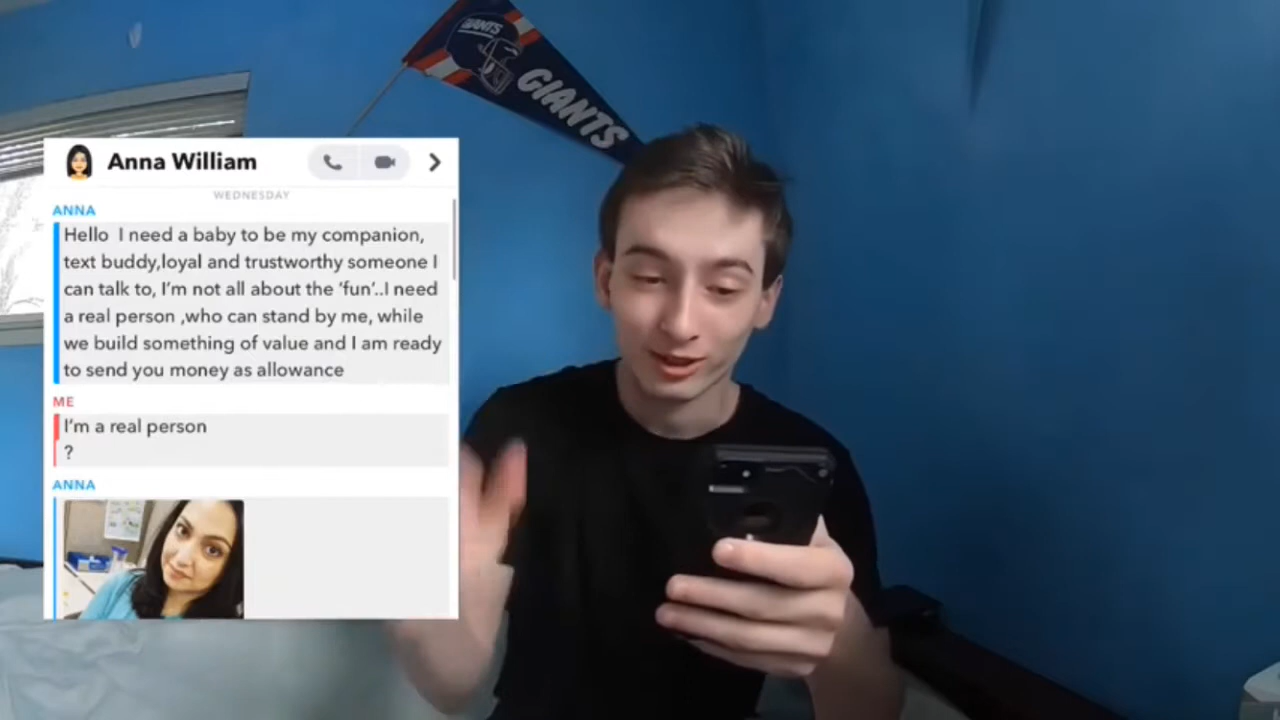 GIANTS
GIANTS
Anna William
WEDNESDAY
ANNA
Hello I need a baby to be my companion,
text buddy,loyal and trustworthy someone I
can talk to, I'm not all about the 'fun'..I need
a real person ,who can stand by me, while
we build something of value and I am ready
to send you money as allowance
ME
I'm a real person
?
ANNA